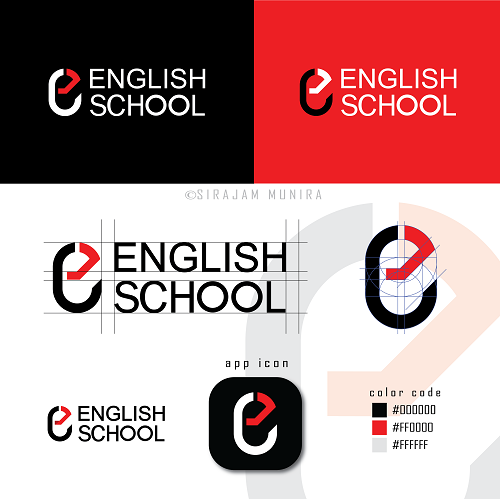 ENGLISH
SCHOOL
ENGLISH
SCHOOL
©SIRAJAM MUNIRA
ENGLISH
SCHOOL
app icon
color code
ENGLISH
SCHOOL
#000000
#FF0000
#FFFFFF